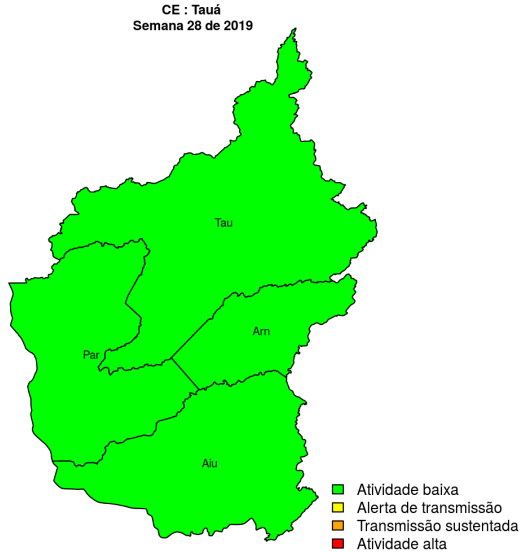 CE : Tauá
Semana 28 de 2019
Tau
Arn
Par
Aiu
Atividade baixa
Alerta de transmissão
Transmissão sustentada
Atividade alta